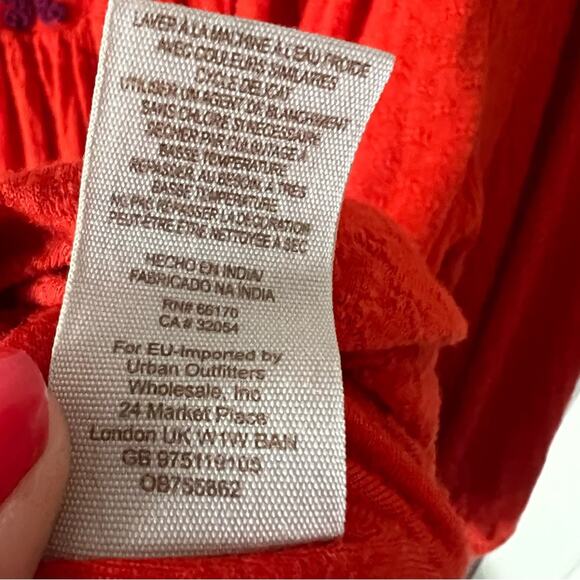 LAVER À LA MACHINE À L'EAU FROIDE
AVEC COULEURS SIMILAIRES
CYCLE DÉLICAT
UTILISER UN AGENT DE BLANCHIMENT
SANS CHLORE SI NÉCESSAIRE
SÉCHER PAR CULBUTAGE À
BASSE TEMPÉRATURE
REPASSER, AU BESOIN, À TRÈS
BASSE TEMPÉRATURE
NE PAS REPASSER LA DÉCORATION
PEUT-ÊTRE ÊTRE NETTOYÉE À SEC
HECHO EN INDIA/
FABRICADO NA INDIA
RN# 66170
CA # 32054
For EU-Imported by
Urban Outfitters
Wholesale, Inc
24 Market Place
London UK W1W 8AN
GB 975119105
OB755862